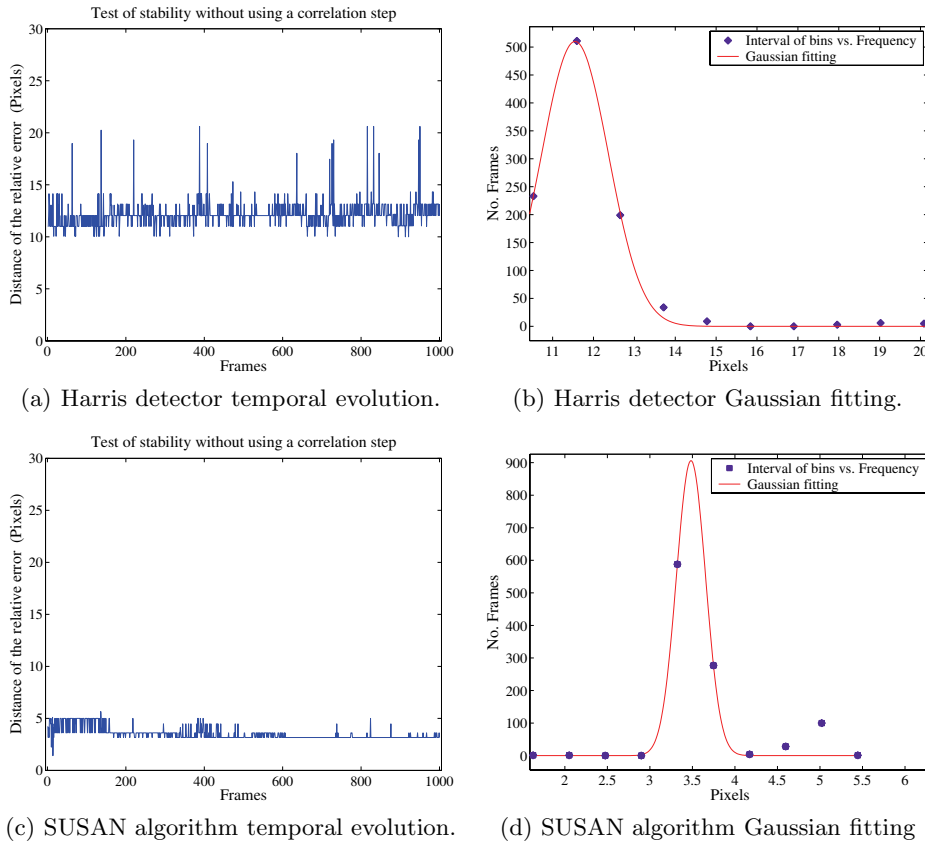 Test of stability without using a correlation step
Distance of the relative error (Pixels)
30
25
20
15
10
5
0
0 200 400 600 800 1000
Frames
(a) Harris detector temporal evolution.
No. Frames
500
450
400
350
300
250
200
150
100
50
0
Interval of bins vs. Frequency
Gaussian fitting
11 12 13 14 15 16 17 18 19 20
Pixels
(b) Harris detector Gaussian fitting.
Test of stability without using a correlation step
Distance of the relative error (Pixels)
30
25
20
15
10
5
0
0 200 400 600 800 1000
Frames
(c) SUSAN algorithm temporal evolution.
No. Frames
900
800
700
600
500
400
300
200
100
0
Interval of bins vs. Frequency
Gaussian fitting
2 2.5 3 3.5 4 4.5 5 5.5 6
Pixels
(d) SUSAN algorithm Gaussian fitting